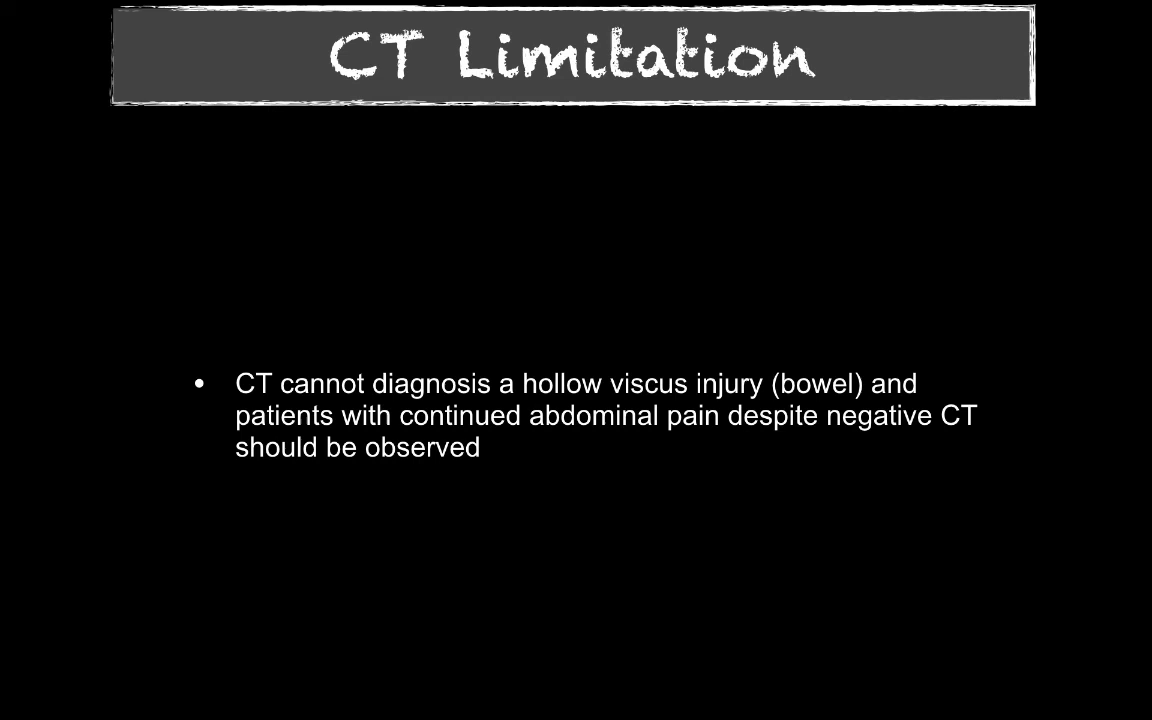 CT Limitation
• CT cannot diagnosis a hollow viscus injury (bowel) and
patients with continued abdominal pain despite negative CT
should be observed